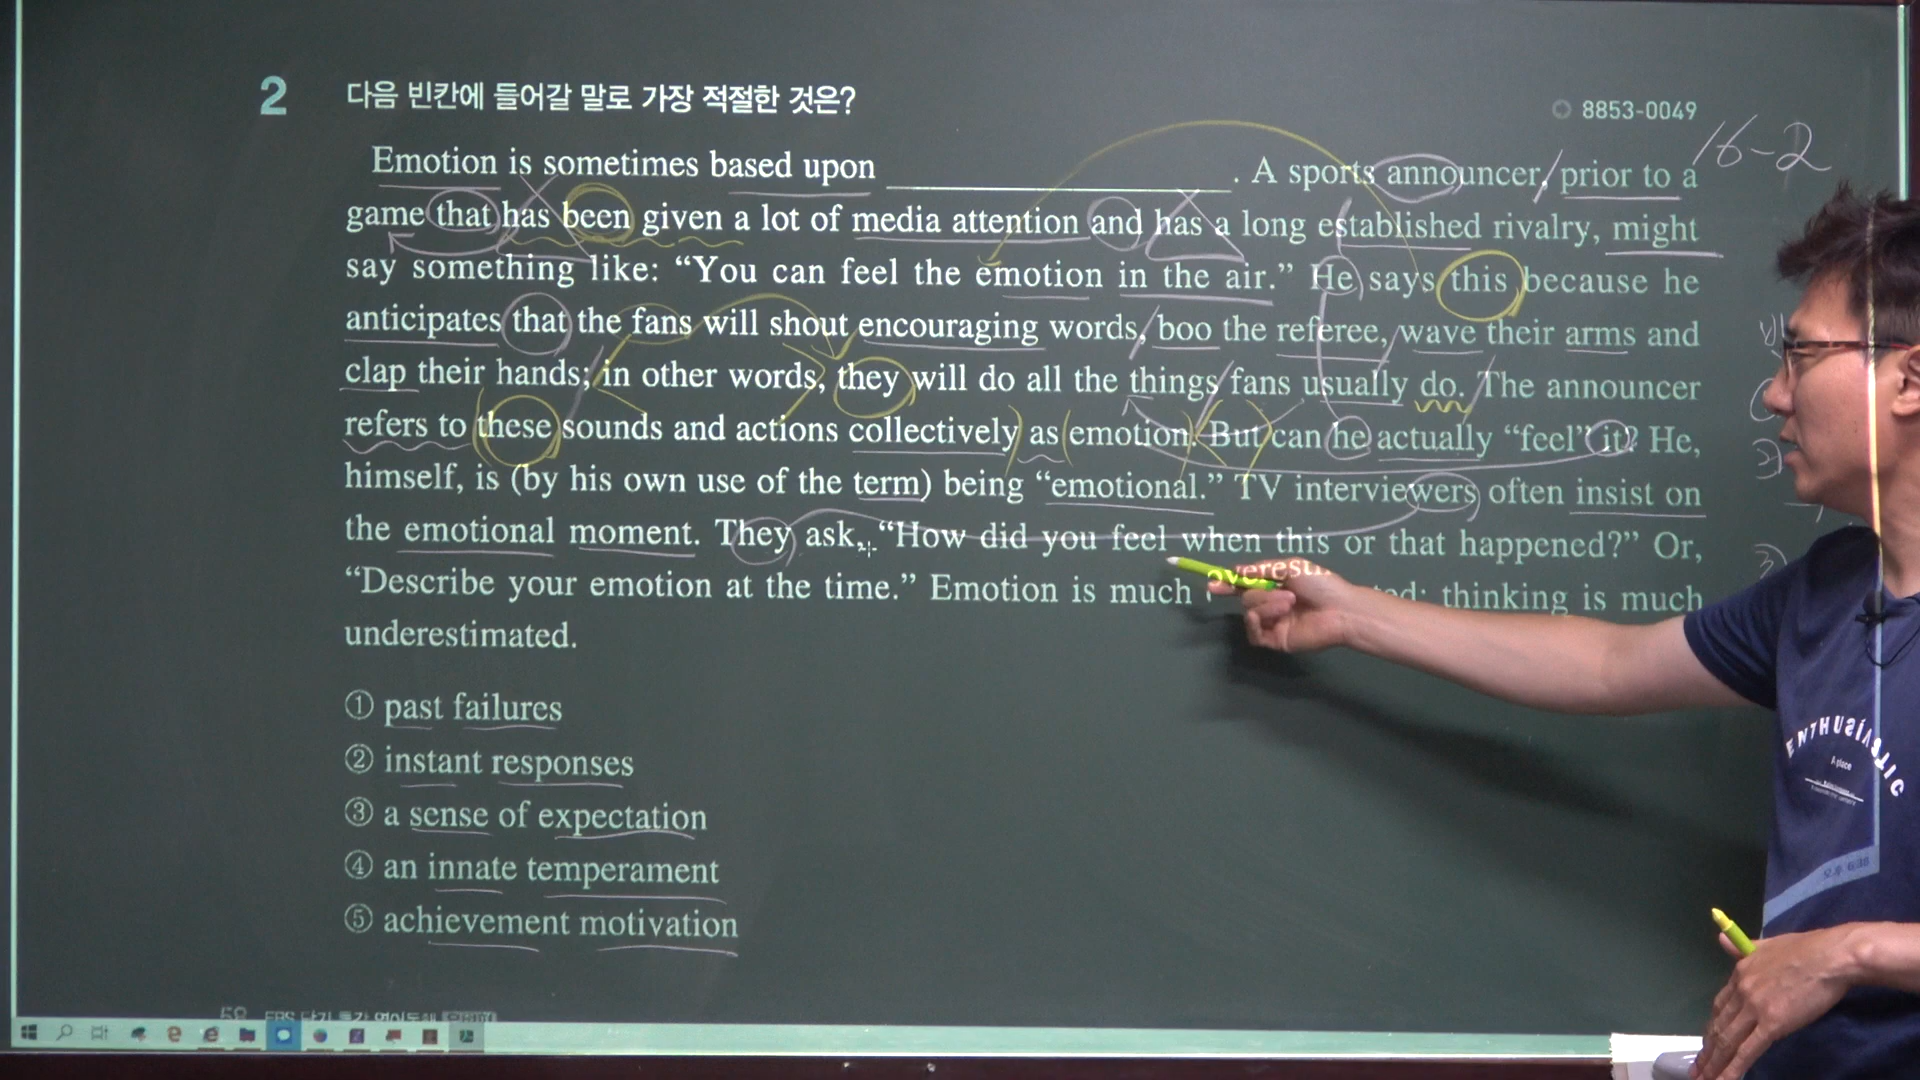 2 다음 빈칸에 들어갈 말로 가장 적절한 것은? 8853-0049
16-2
Emotion is sometimes based upon ____________________. A sports announcer, prior to a
game that has been given a lot of media attention and has a long established rivalry, might
say something like: “You can feel the emotion in the air.” He says this because he
anticipates that the fans will shout encouraging words, boo the referee, wave their arms and
clap their hands; in other words, they will do all the things fans usually do. The announcer
refers to these sounds and actions collectively as emotion. But can he actually “feel” it? He,
himself, is (by his own use of the term) being “emotional.” TV interviewers often insist on
the emotional moment. They ask, “How did you feel when this or that happened?” Or,
“Describe your emotion at the time.” Emotion is much thinking is much
underestimated.
① past failures
② instant responses
③ a sense of expectation
④ an innate temperament
⑤ achievement motivation
58
ENTHUSIASTIC
A place